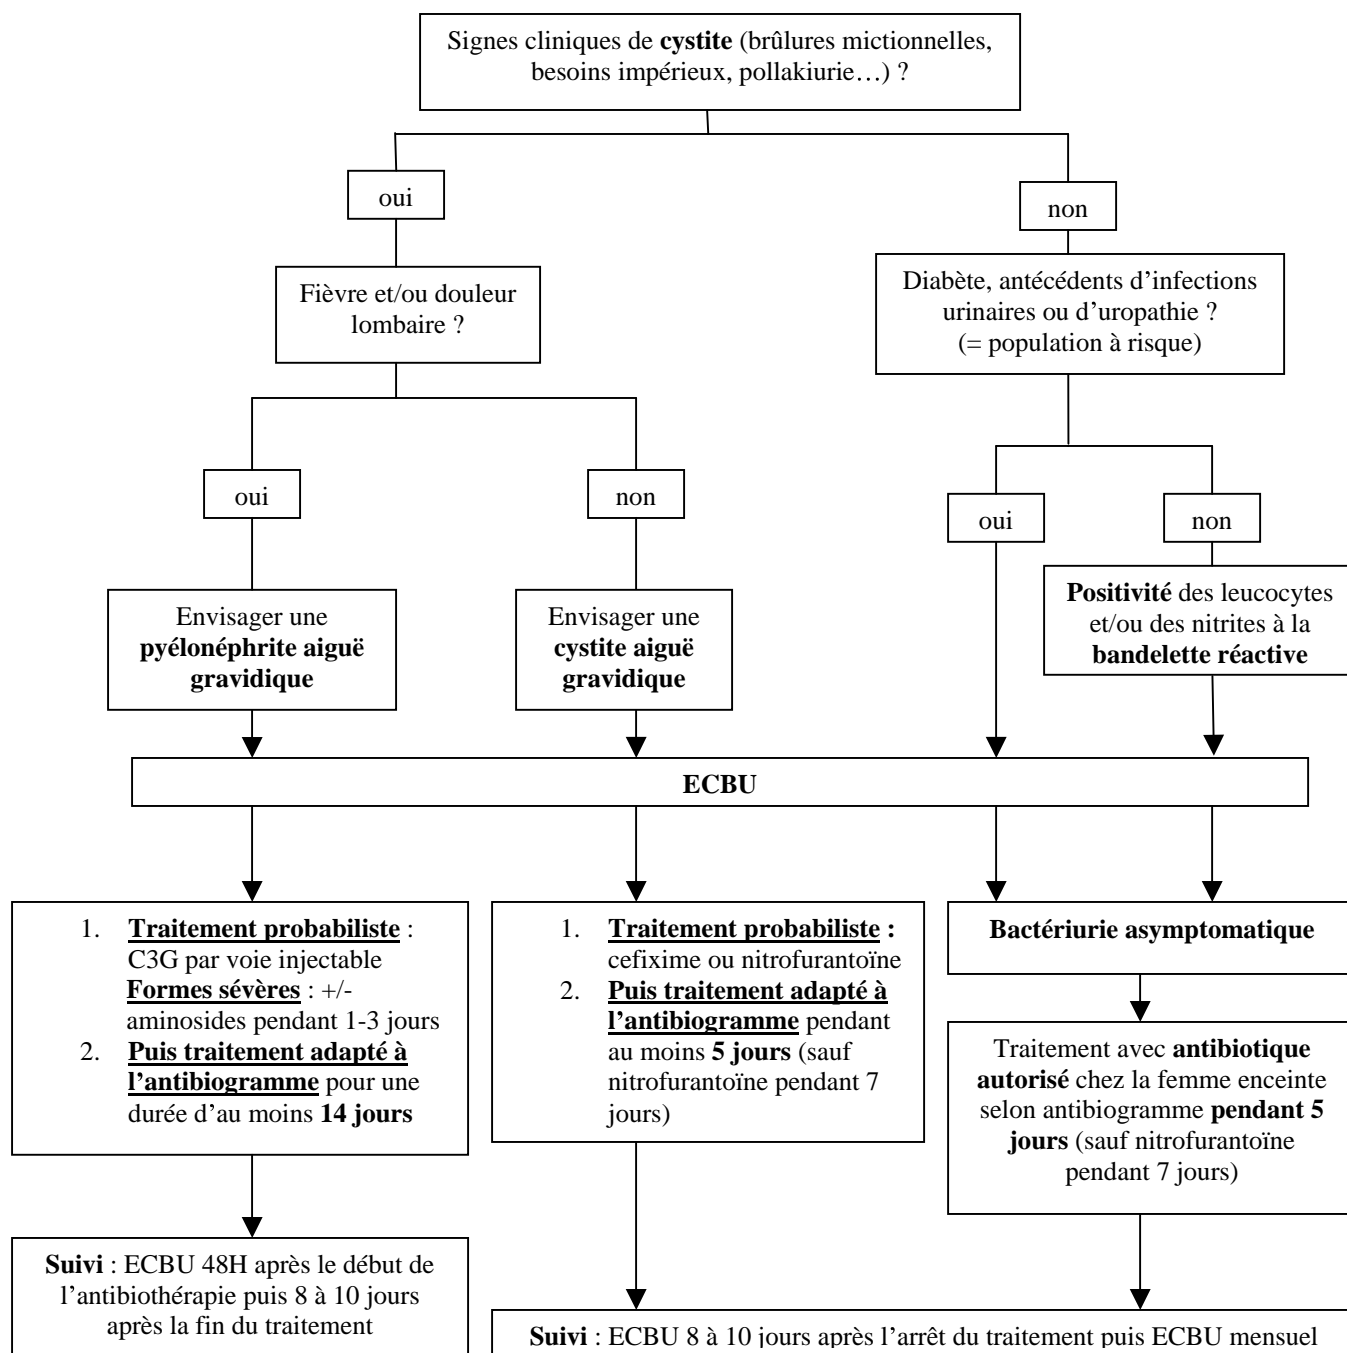 Signes cliniques de cystite (brûlures mictionnelles,
besoins impérieux, pollakiurie…) ?
oui
non
Fièvre et/ou douleur
lombaire ?
Diabète, antécédents d’infections
urinaires ou d’uropathie ?
(= population à risque)
oui
non
oui
non
Envisager une
pyélonéphrite aiguë
gravidique
Envisager une
cystite aiguë
gravidique
Positivité des leucocytes
et/ou des nitrites à la
bandelette réactive
ECBU
1. Traitement probabiliste :
C3G par voie injectable
Formes sévères : +/-
aminosides pendant 1-3 jours
2. Puis traitement adapté à
l’antibiogramme pour une
durée d’au moins 14 jours
1. Traitement probabiliste :
cefixime ou nitrofurantoïne
2. Puis traitement adapté à
l’antibiogramme pendant
au moins 5 jours (sauf
nitrofurantoïne pendant 7
jours)
Bactériurie asymptomatique
Traitement avec antibiotique
autorisé chez la femme enceinte
selon antibiogramme pendant 5
jours (sauf nitrofurantoïne
pendant 7 jours)
Suivi : ECBU 48H après le début de
l’antibiothérapie puis 8 à 10 jours
après la fin du traitement
Suivi : ECBU 8 à 10 jours après l’arrêt du traitement puis ECBU mensuel